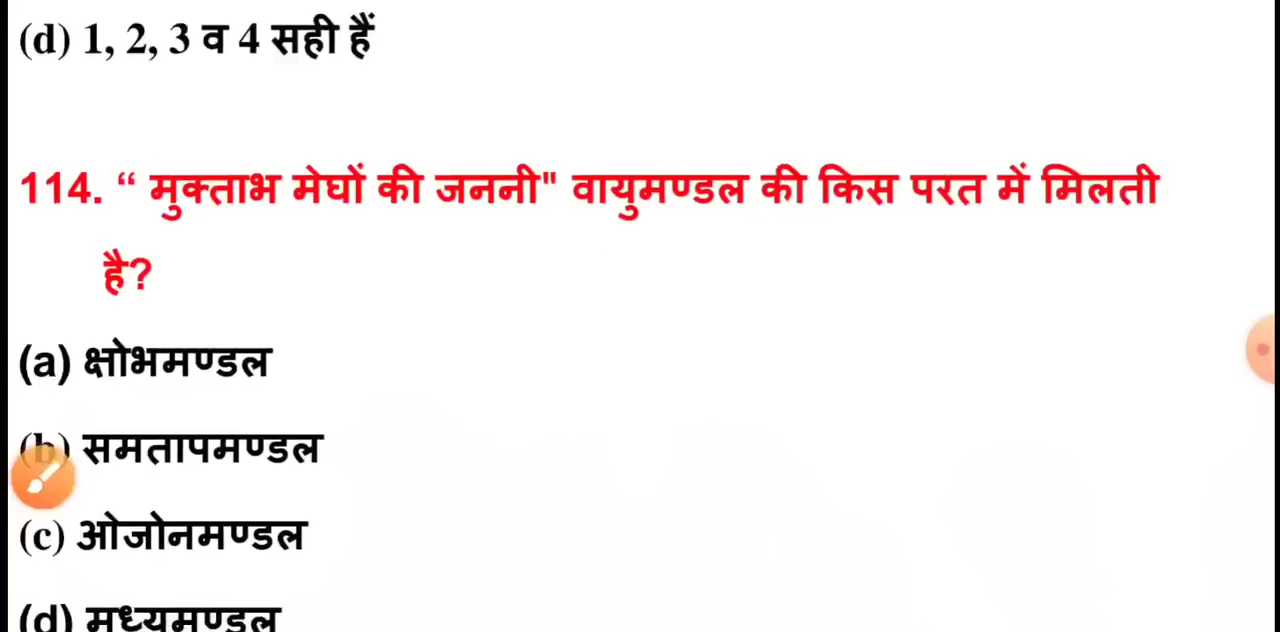 (d) 1, 2, 3 व 4 सही हैं
114. “ मुक्ताभ मेघों की जननी" वायुमण्डल की किस परत में मिलती
है?
(a) क्षोभमण्डल
(b) समतापमण्डल
(c) ओजोनमण्डल
(d) मध्यमण्डल